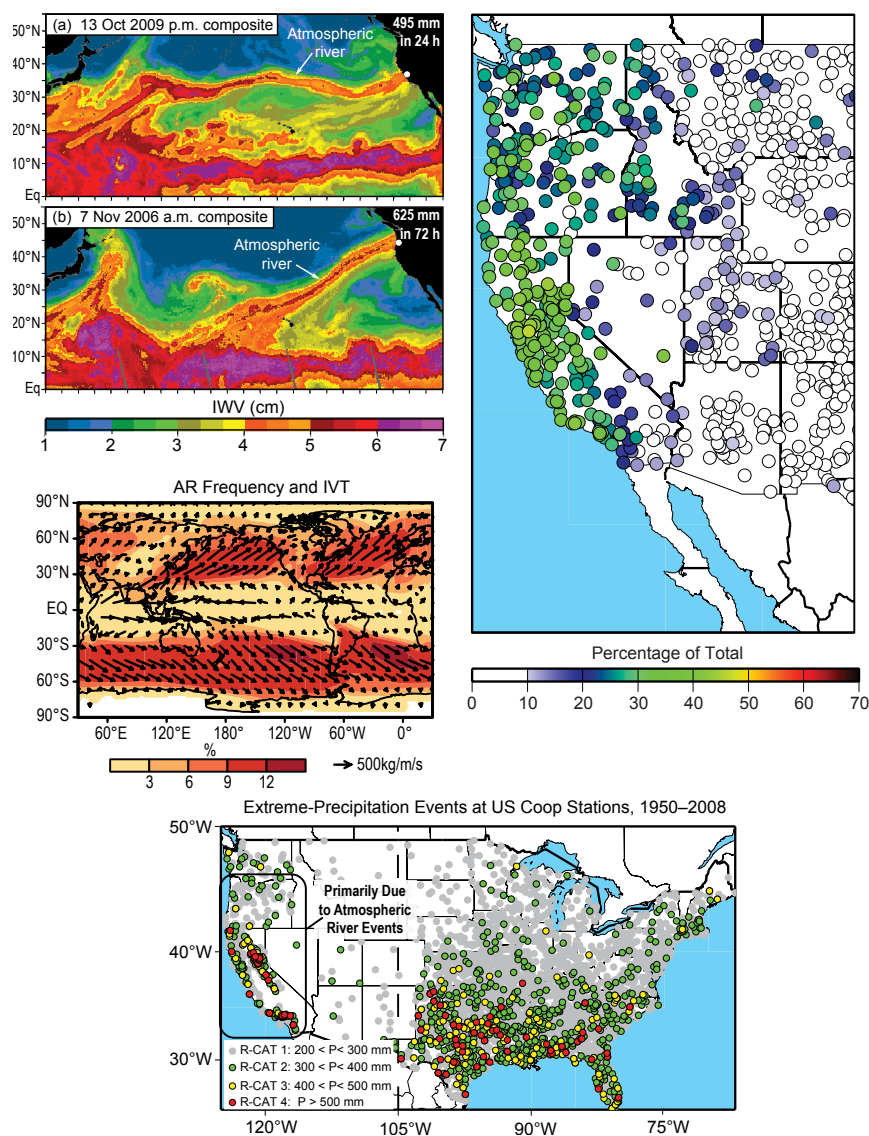 (a) 13 Oct 2009 p.m. composite
495 mm
in 24 h
Atmospheric
river
50°N
40°N
30°N
20°N
10°N
Eq
(b) 7 Nov 2006 a.m. composite
625 mm
in 72 h
Atmospheric
river
50°N
40°N
30°N
20°N
10°N
Eq
IWV (cm)
1 2 3 4 5 6 7
AR Frequency and IVT
90°N
60°N
30°N
EQ
30°S
60°S
90°S
60°E 120°E 180° 120°W 60°W 0°
%
3 6 9 12
500kg/m/s
Percentage of Total
0 10 20 30 40 50 60 70
Extreme-Precipitation Events at US Coop Stations, 1950–2008
50°W
40°W
30°W
Primarily Due
to Atmospheric
River Events
R-CAT 1: 200 < P< 300 mm
R-CAT 2: 300 < P< 400 mm
R-CAT 3: 400 < P< 500 mm
R-CAT 4: P > 500 mm
120°W 105°W 90°W 75°W